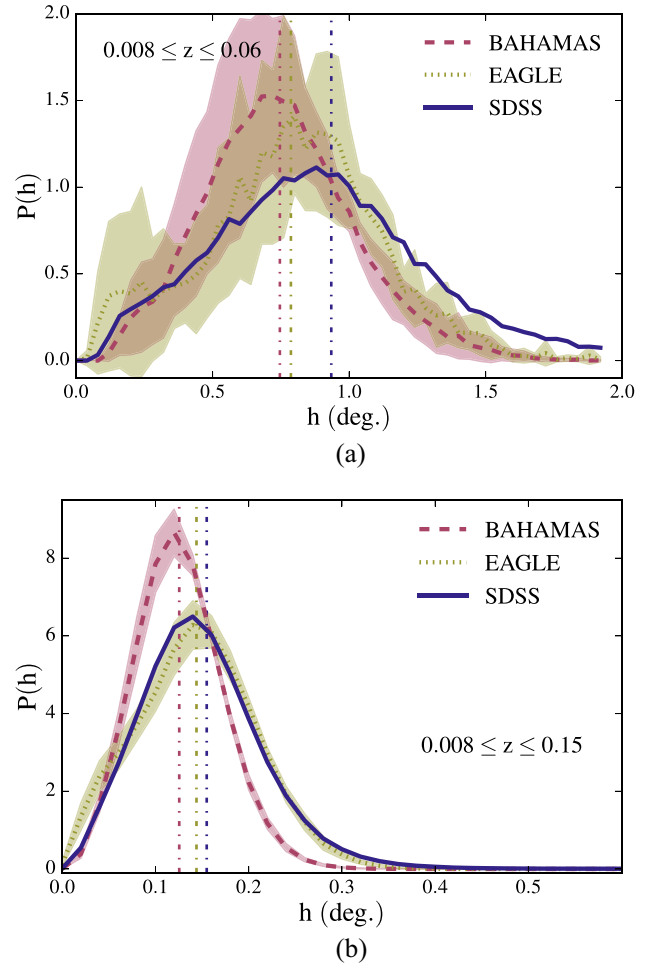 2.0
0.008 ≤ z ≤ 0.06
BAHAMAS
EAGLE
SDSS
1.5
1.0
0.5
0.0
P(h)
0.0 0.5 1.0 1.5 2.0
h (deg.)
(a)
BAHAMAS
EAGLE
SDSS
8
6
4
2
0
P(h)
0.008 ≤ z ≤ 0.15
0.0 0.1 0.2 0.3 0.4 0.5
h (deg.)
(b)